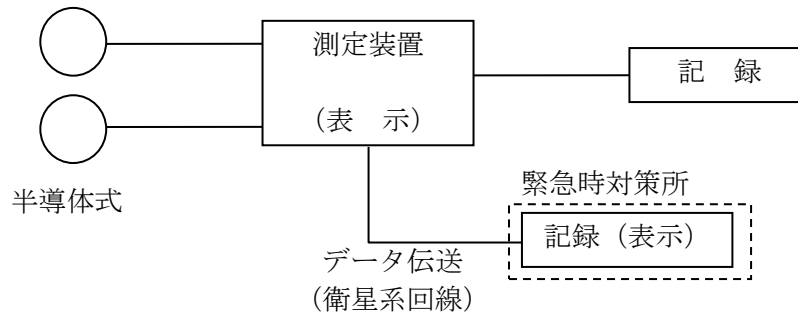 測定装置
（表　示）
記　録
半導体式
緊急時対策所
記録（表示）
データ伝送
（衛星系回線）